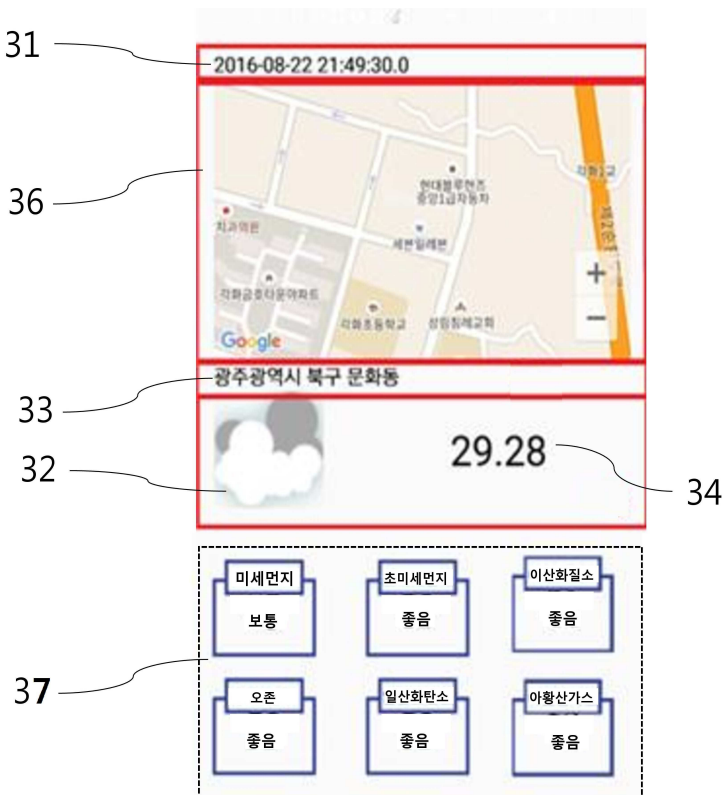 31
2016-08-22 21:49:30.0
36
현대블루핸즈
중앙1급자동차
각화1교
치과의원
세븐일레븐
각화금호타운아파트
각화초등학교
성림침례교회
+
−
Google
33
광주광역시 북구 문화동
32
29.28
34
37
미세먼지
보통
초미세먼지
좋음
이산화질소
좋음
오존
좋음
일산화탄소
좋음
아황산가스
좋음